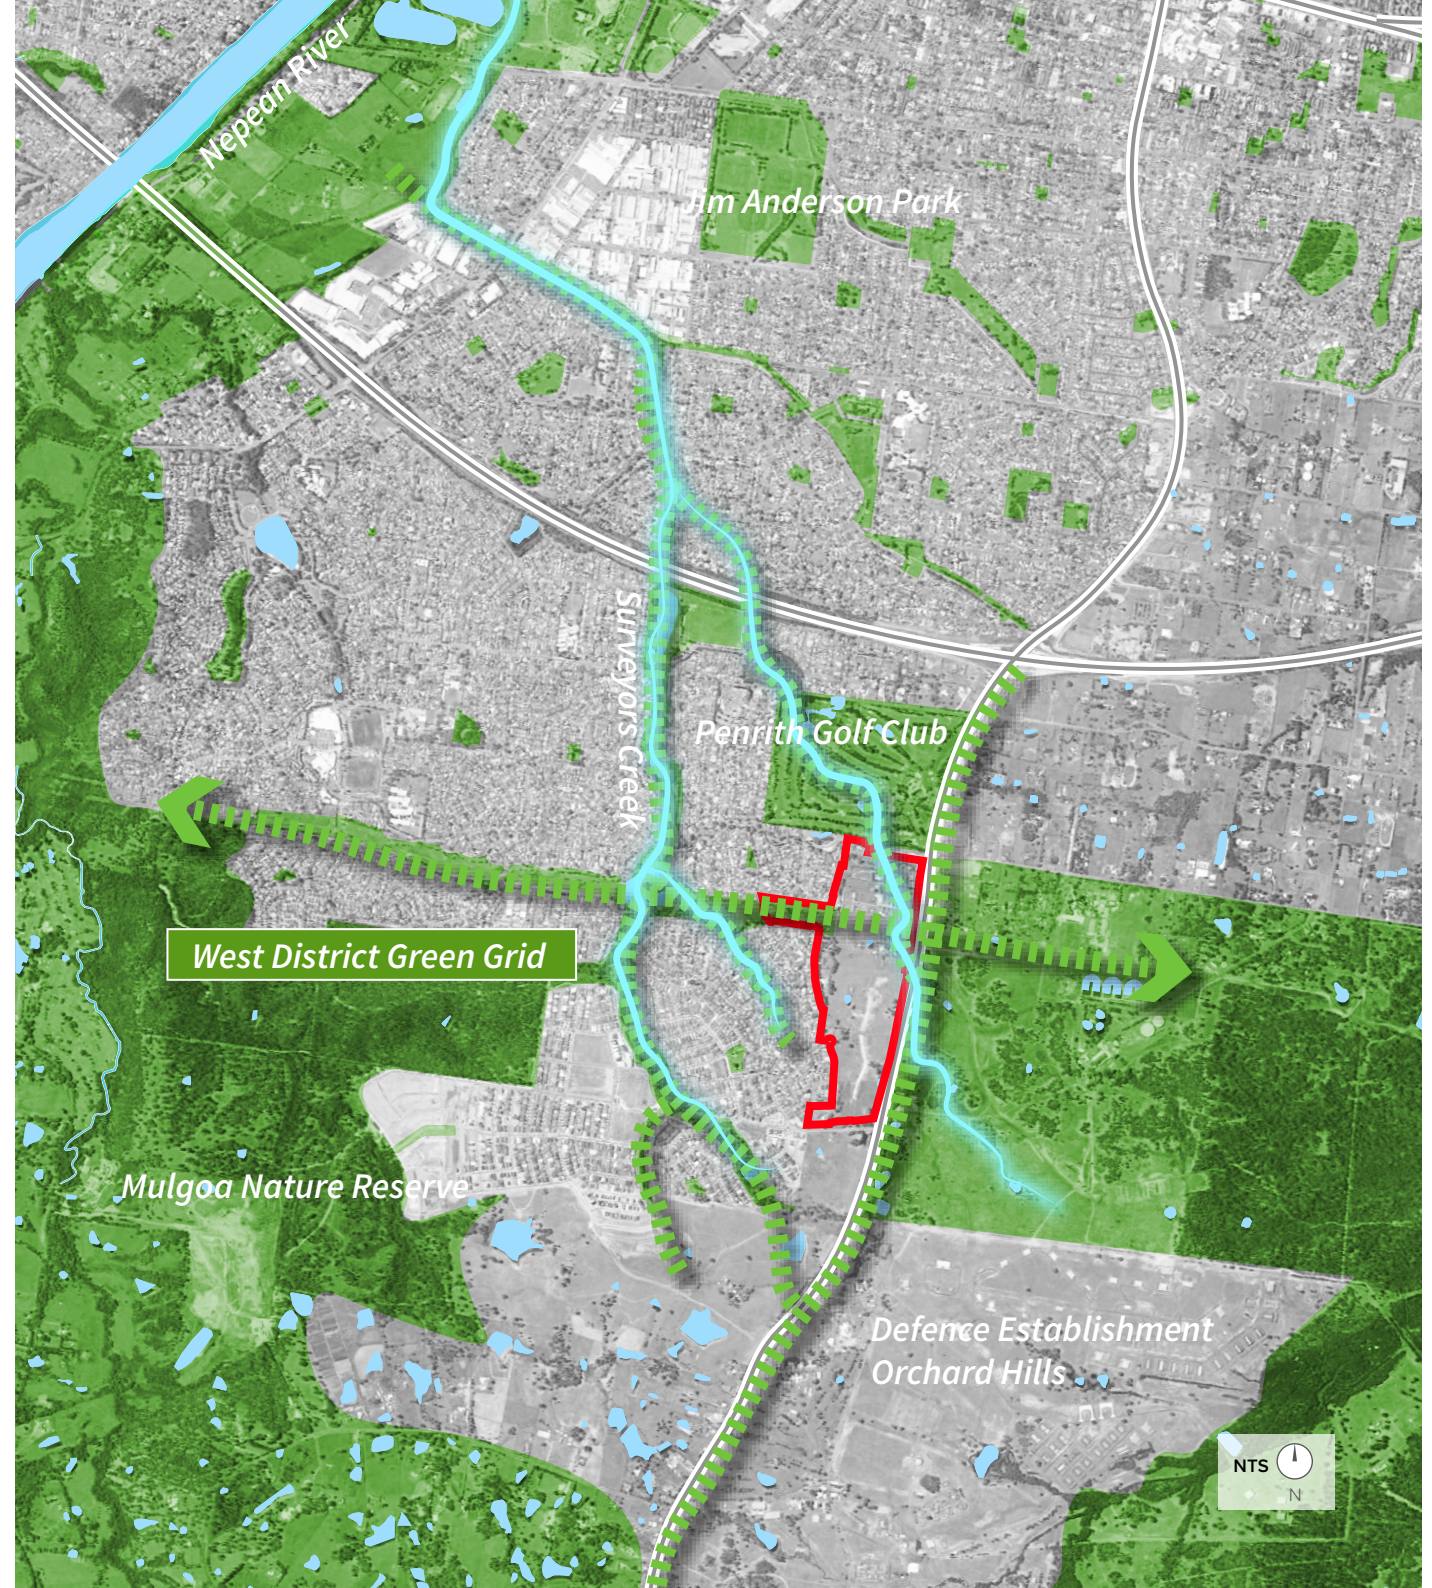 Nepean River
Jim Anderson Park
Surveyors Creek
Penrith Golf Club
West District Green Grid
Mulgoa Nature Reserve
Defence Establishment
Orchard Hills
NTS
N